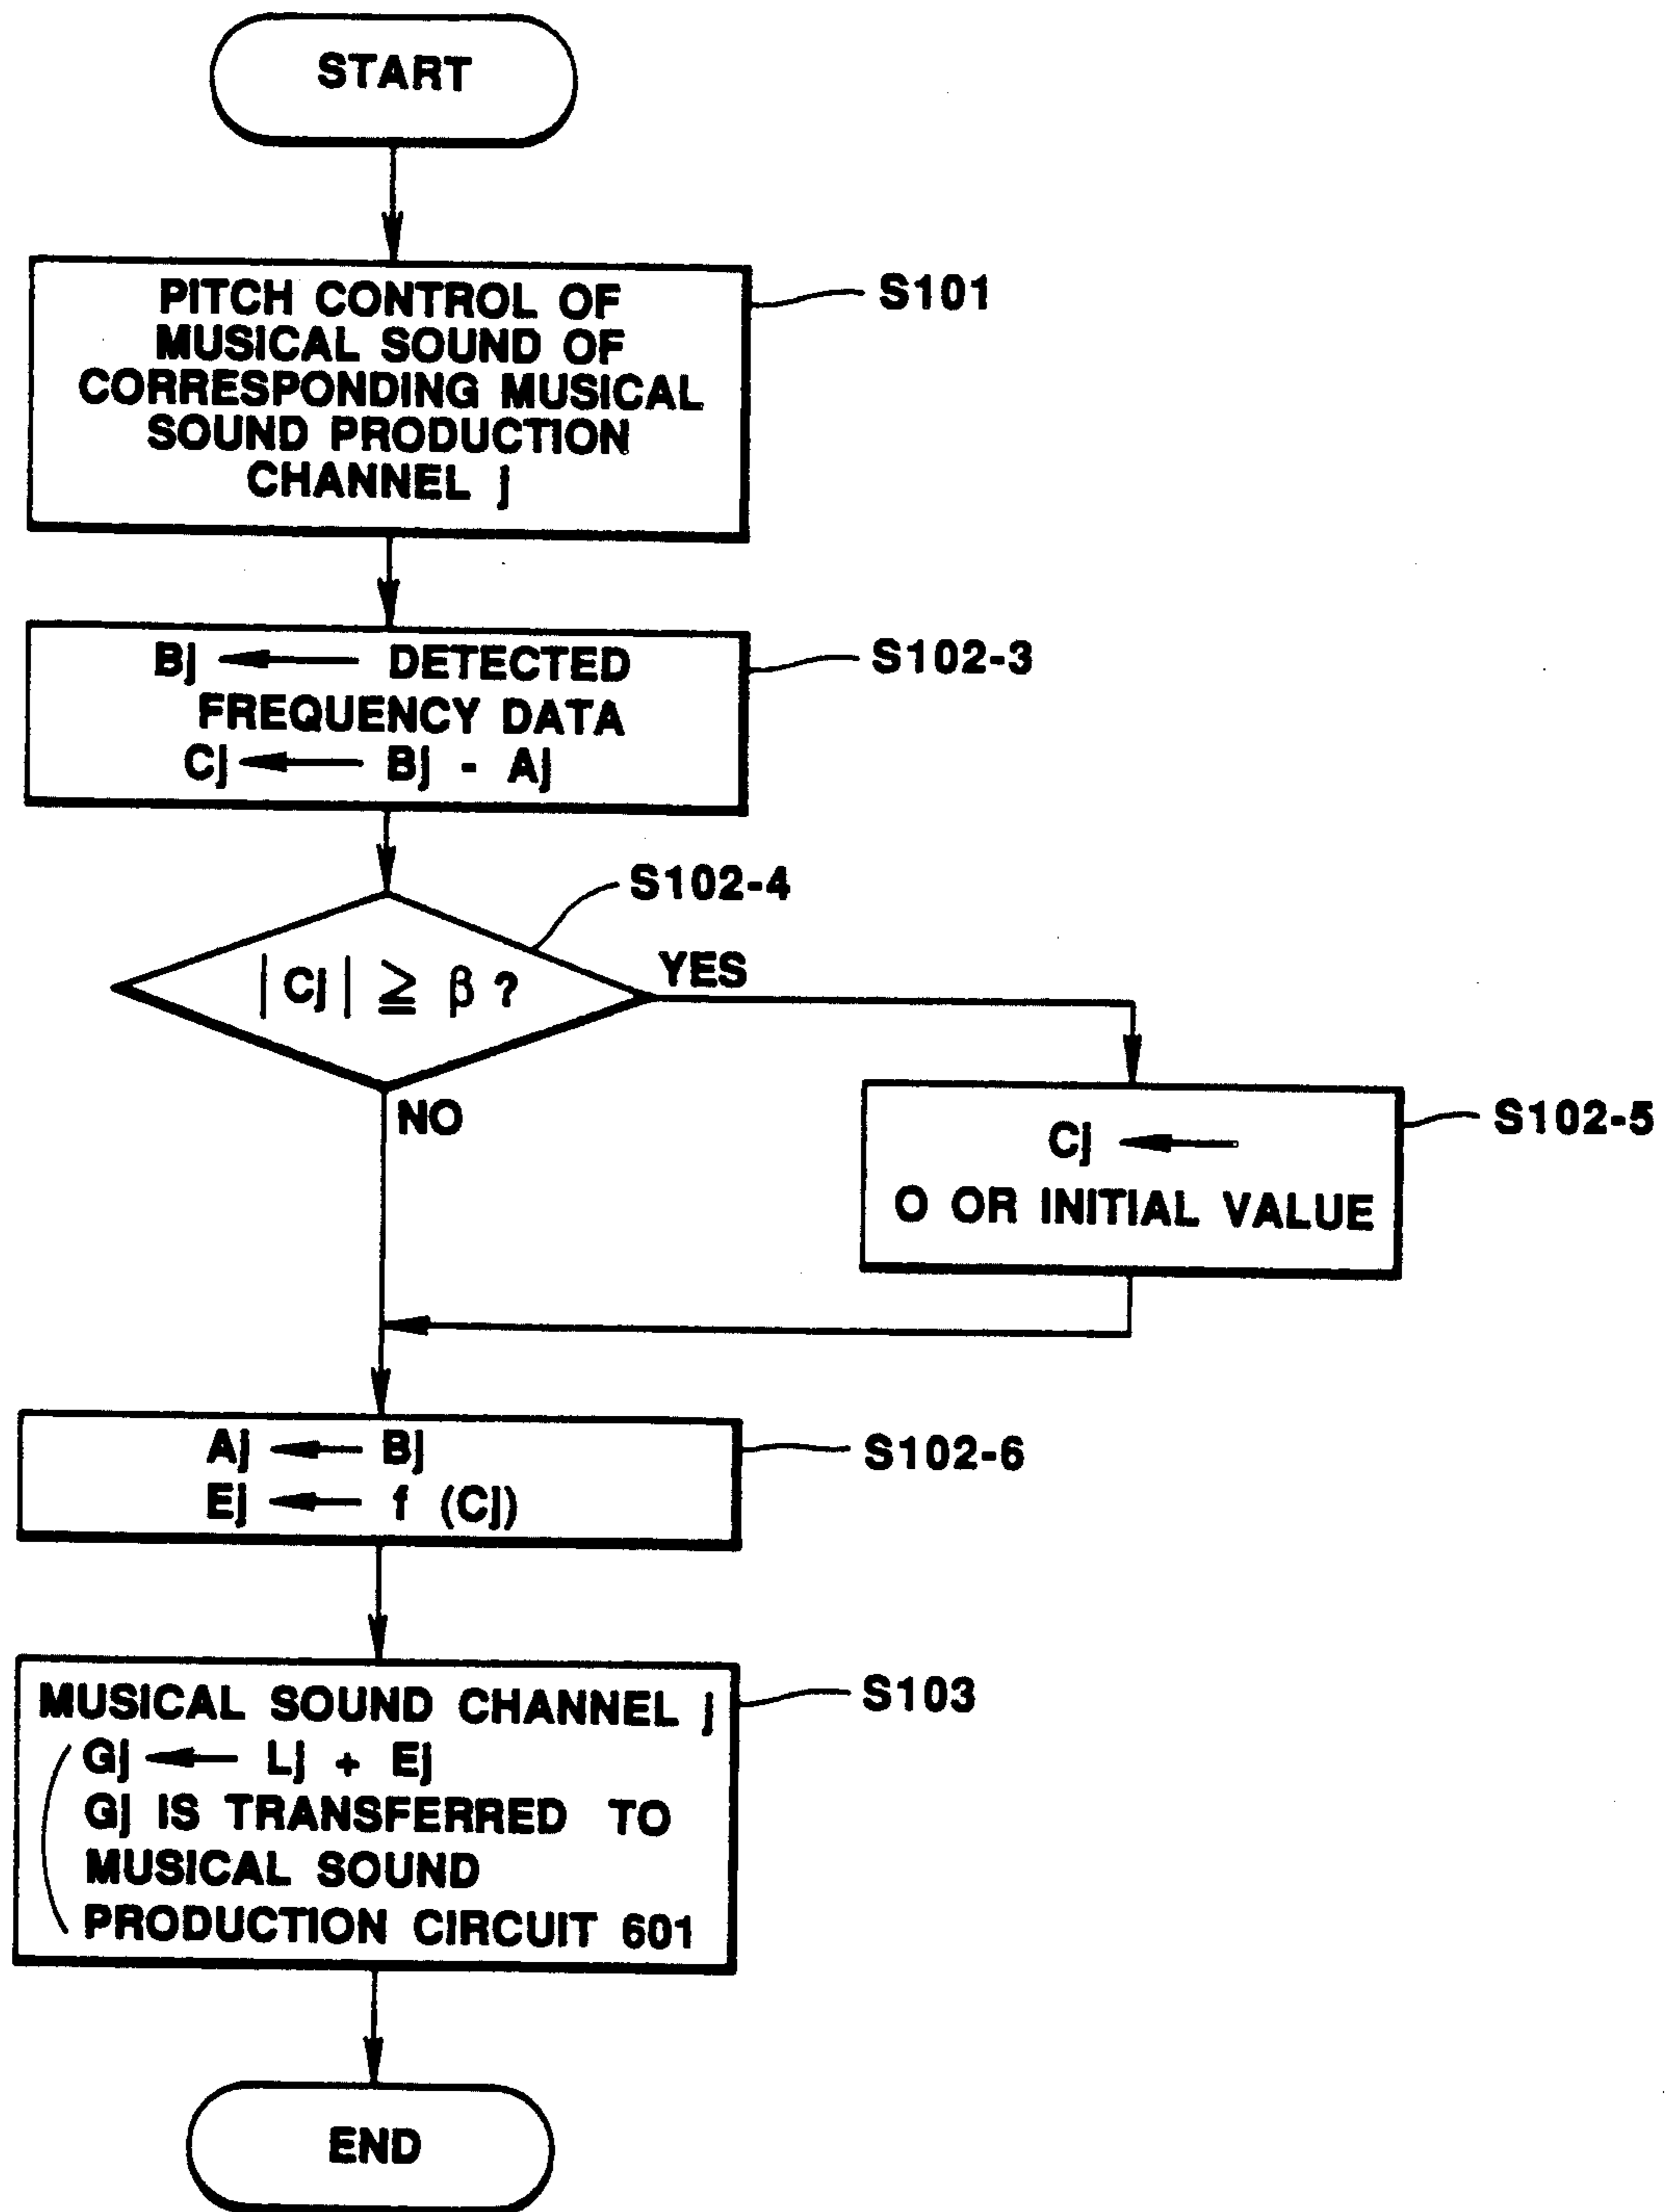 START
PITCH CONTROL OF
MUSICAL SOUND OF
CORRESPONDING MUSICAL
SOUND PRODUCTION
CHANNEL j
S101
Bj ← DETECTED
FREQUENCY DATA
Cj ← Bj - Aj
S102-3
S102-4
|Cj| ≧ β ?
YES
NO
Cj ←
O OR INITIAL VALUE
S102-5
Aj ← Bj
Ej ← f (Cj)
S102-6
MUSICAL SOUND CHANNEL j
Gj ← Lj + Ej
Gj IS TRANSFERRED TO
MUSICAL SOUND
PRODUCTION CIRCUIT 601
S103
END